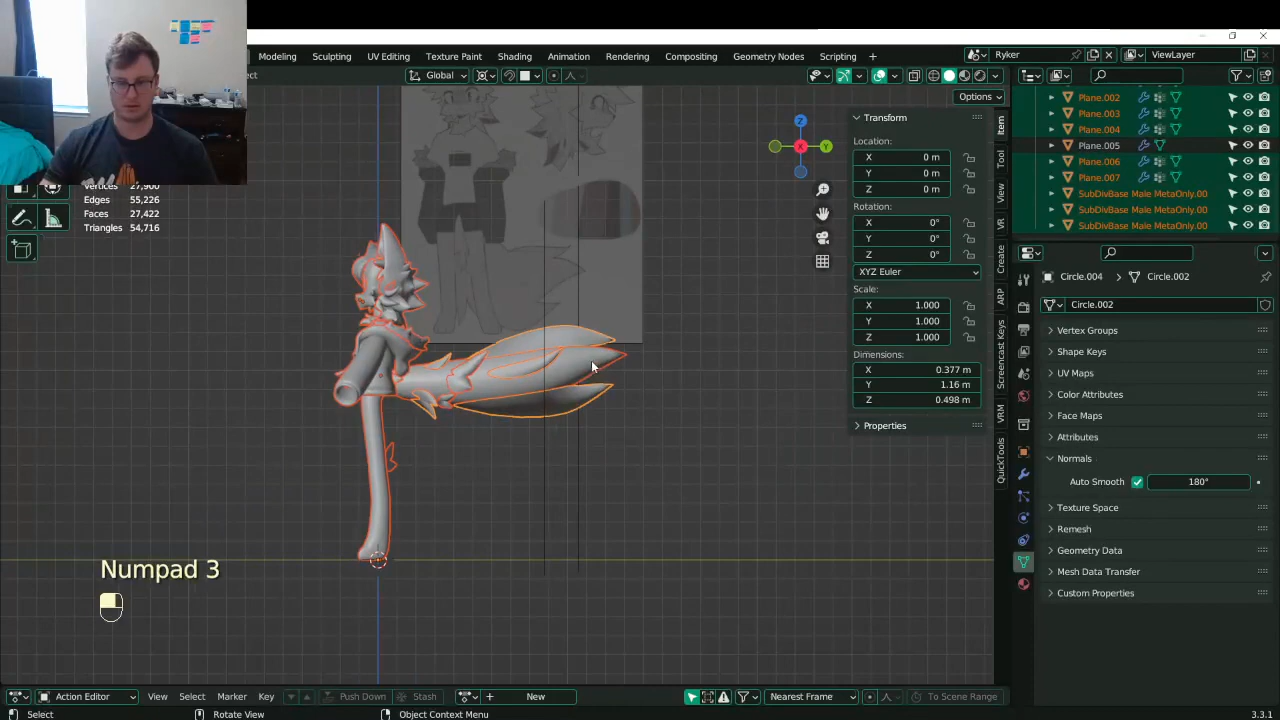 Modeling Sculpting UV Editing Texture Paint Shading Animation Rendering Compositing Geometry Nodes Scripting + Ryker ViewLayer
Global
Options
Plane.002
Plane.003
Plane.004
Plane.005
Plane.006
Plane.007
SubDivBase Male MetaOnly.00
SubDivBase Male MetaOnly.00
SubDivBase Male MetaOnly.00
Transform
Location:
X 0 m
Y 0 m
Z 0 m
Rotation:
X 0°
Y 0°
Z 0°
XYZ Euler
Scale:
X 1.000
Y 1.000
Z 1.000
Dimensions:
X 0.377 m
Y 1.16 m
Z 0.498 m
Properties
Item
Tool
View
VR
Create
ARP
Screencast Keys
VRM
QuickTools
Z
Y
X
Edges 55,226
Faces 27,422
Triangles 54,716
Vertices 27,900
Circle.004 Circle.002
Circle.002
Vertex Groups
Shape Keys
UV Maps
Color Attributes
Face Maps
Attributes
Normals
Auto Smooth 180°
Texture Space
Remesh
Geometry Data
Mesh Data Transfer
Custom Properties
Numpad 3
Action Editor View Select Marker Key Push Down Stash + New Nearest Frame To Scene Range
Select Rotate View Object Context Menu 3.3.1